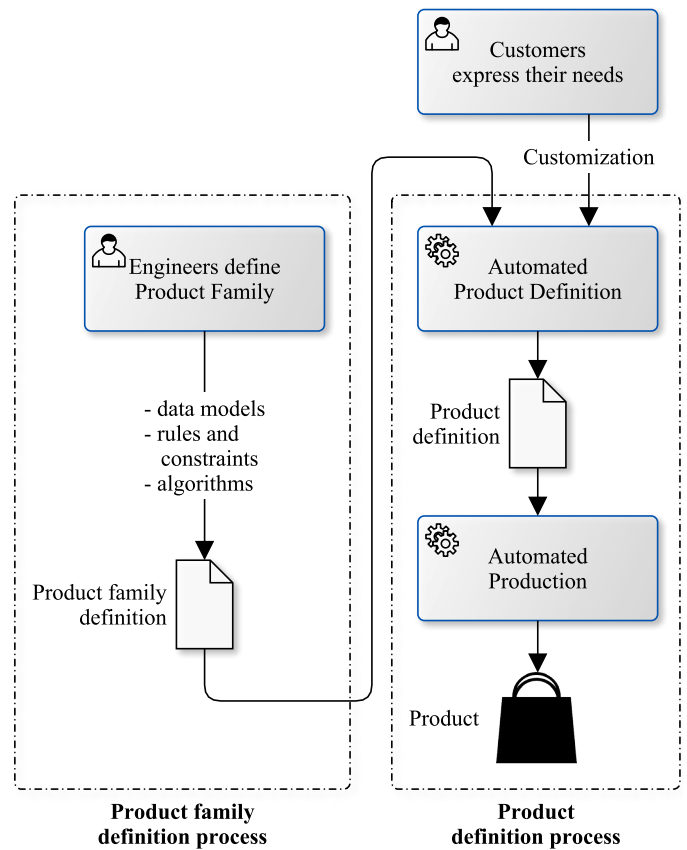 Customers
express their needs
Customization
Engineers define
Product Family
- data models
- rules and
constraints
- algorithms
Product family
definition
Product family
definition process
Automated
Product Definition
Product
definition
Automated
Production
Product
Product
definition process